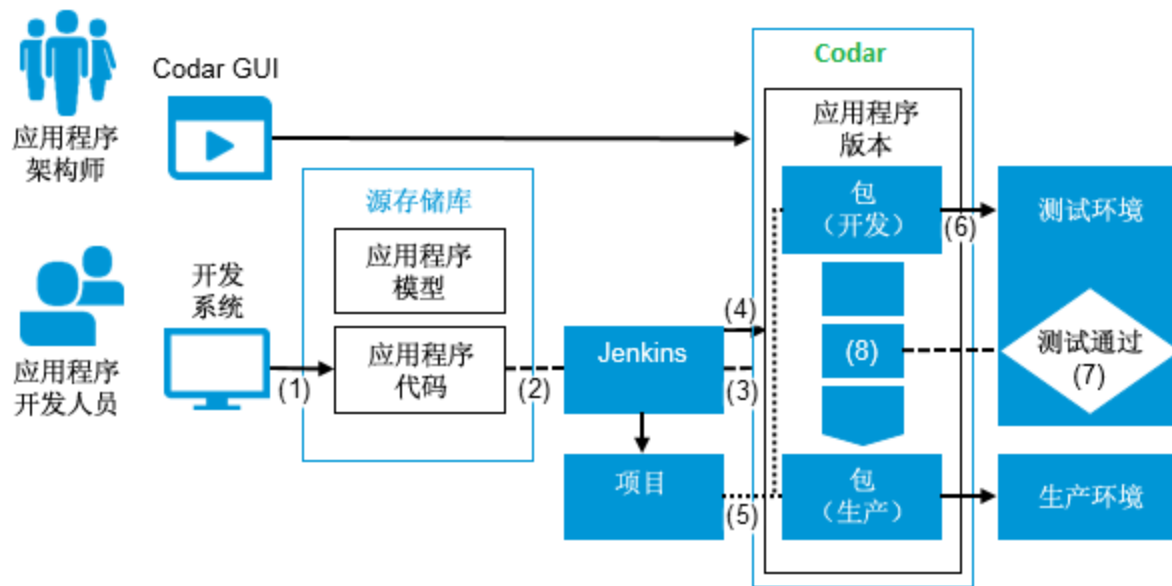 Codar GUI
应用程序
架构师
源存储库
应用程序
模型
开发
系统
应用程序
代码
应用程序
开发人员
(1)
(2)
Jenkins
(4)
(3)
项目
(5)
Codar
应用程序
版本
包
（开发）
(6)
(8)
包
（生产）
测试环境
测试通过
(7)
生产环境